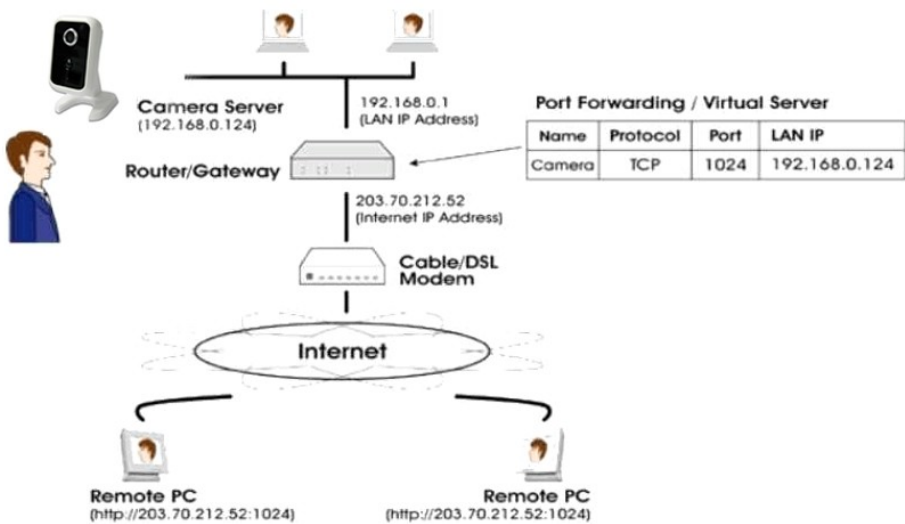 Camera Server
(192.168.0.124)
192.168.0.1
(LAN IP Address)
Port Forwarding / Virtual Server
Name Protocol Port LAN IP
Camera TCP 1024 192.168.0.124
Router/Gateway
203.70.212.52
(Internet IP Address)
Cable/DSL
Modem
Internet
Remote PC
(http://203.70.212.52:1024)
Remote PC
(http://203.70.212.52:1024)